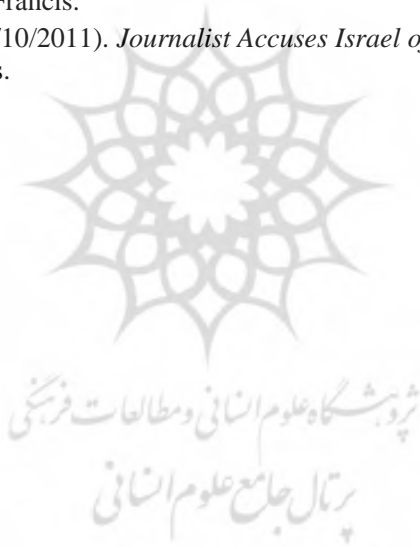 Francis.
/10/2011). Journalist Accuses Israel of
s.
پژوهشگاه علوم انسانی و مطالعات فرهنگی
پرتال جامع علوم انسانی